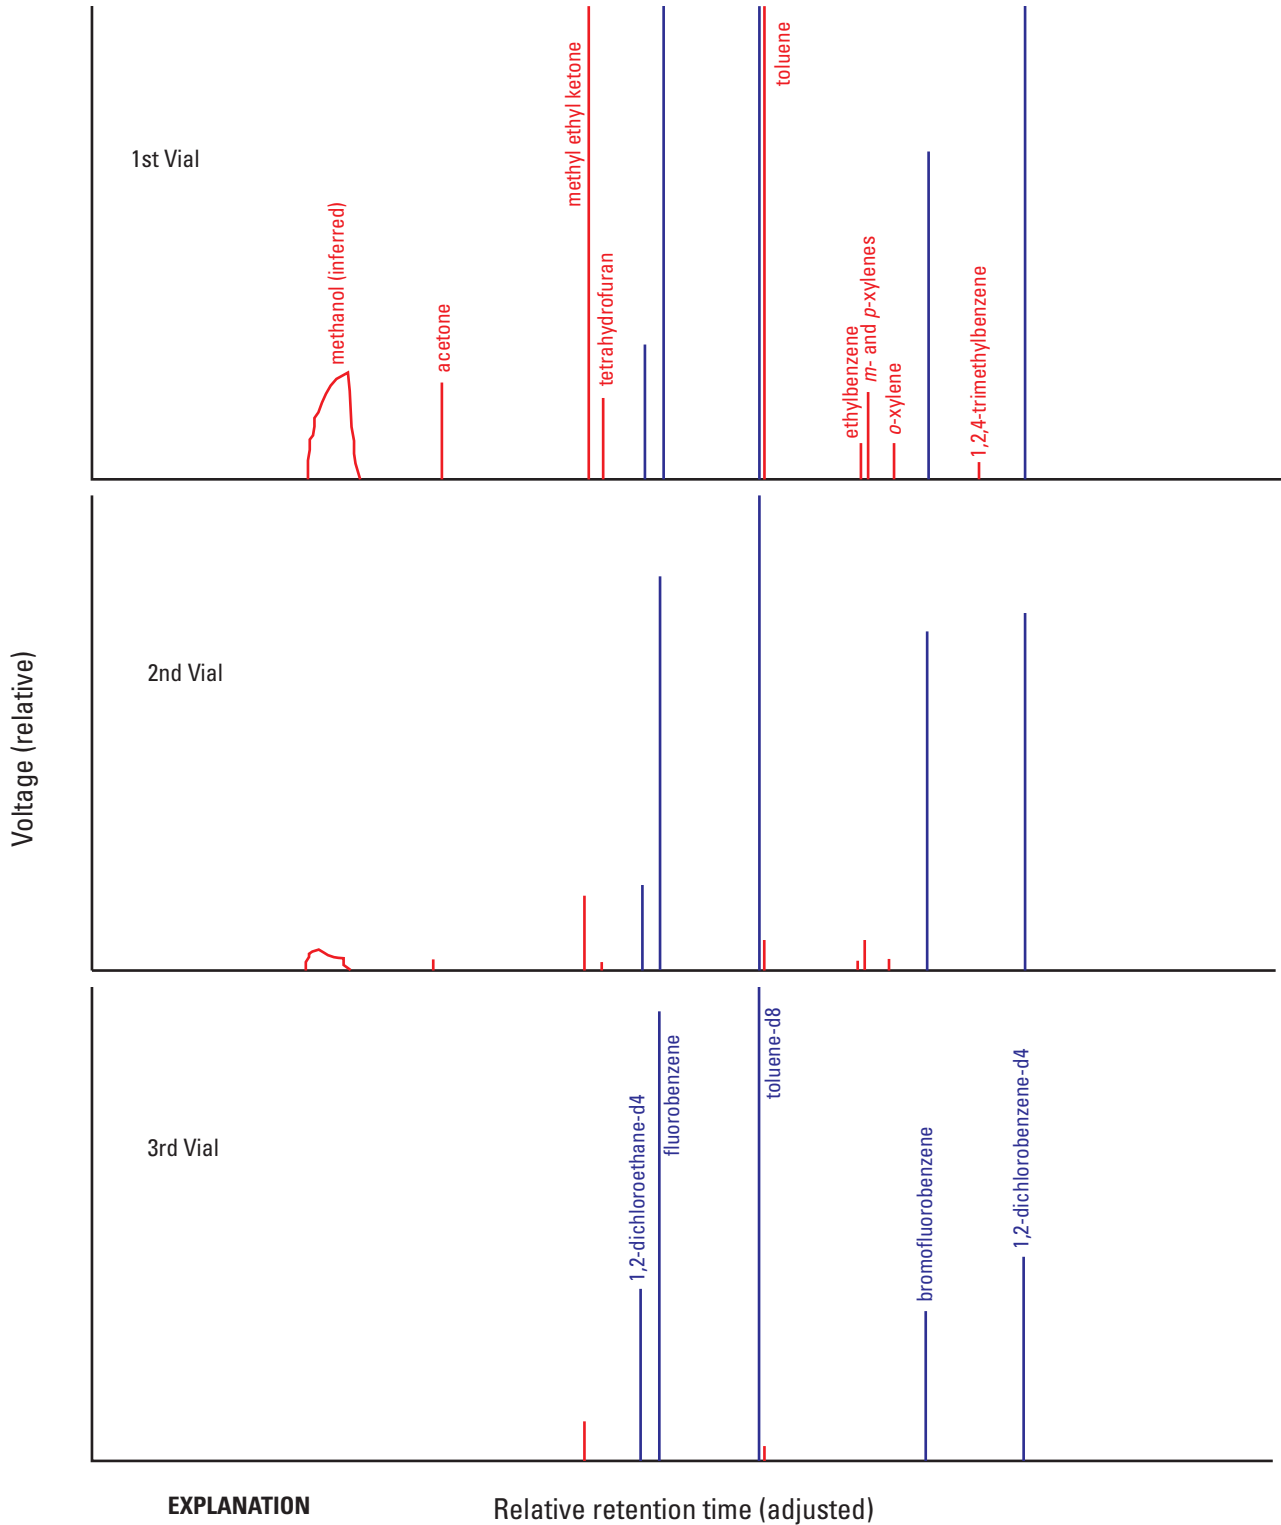 Voltage (relative)
1st Vial
methanol (inferred)
acetone
methyl ethyl ketone
tetrahydrofuran
toluene
ethylbenzene
m- and p-xylenes
o-xylene
1,2,4-trimethylbenzene
2nd Vial
3rd Vial
1,2-dichloroethane-d4
fluorobenzene
toluene-d8
bromofluorobenzene
1,2-dichlorobenzene-d4
EXPLANATION
Relative retention time (adjusted)